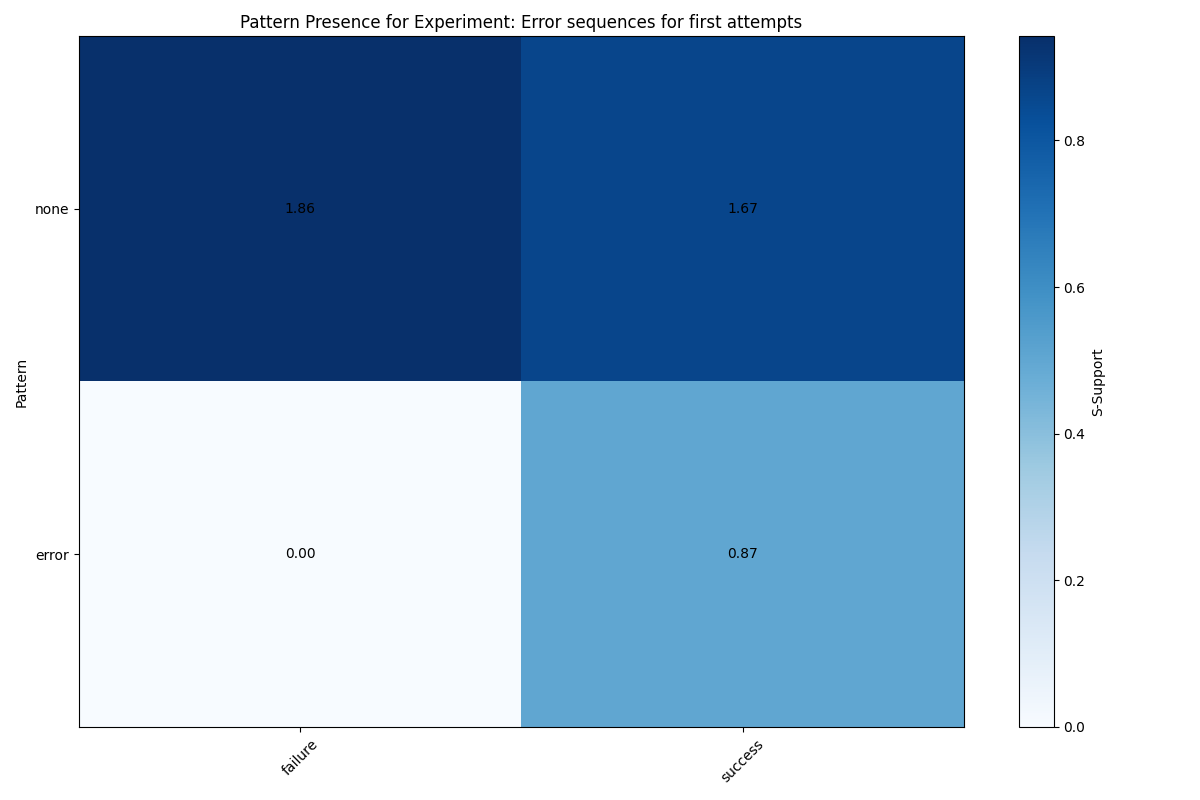 Pattern Presence for Experiment: Error sequences for first attempts
none
1.86
1.67
error
0.00
0.87
Pattern
failure
success
0.8
0.6
0.4
0.2
0.0
S-Support